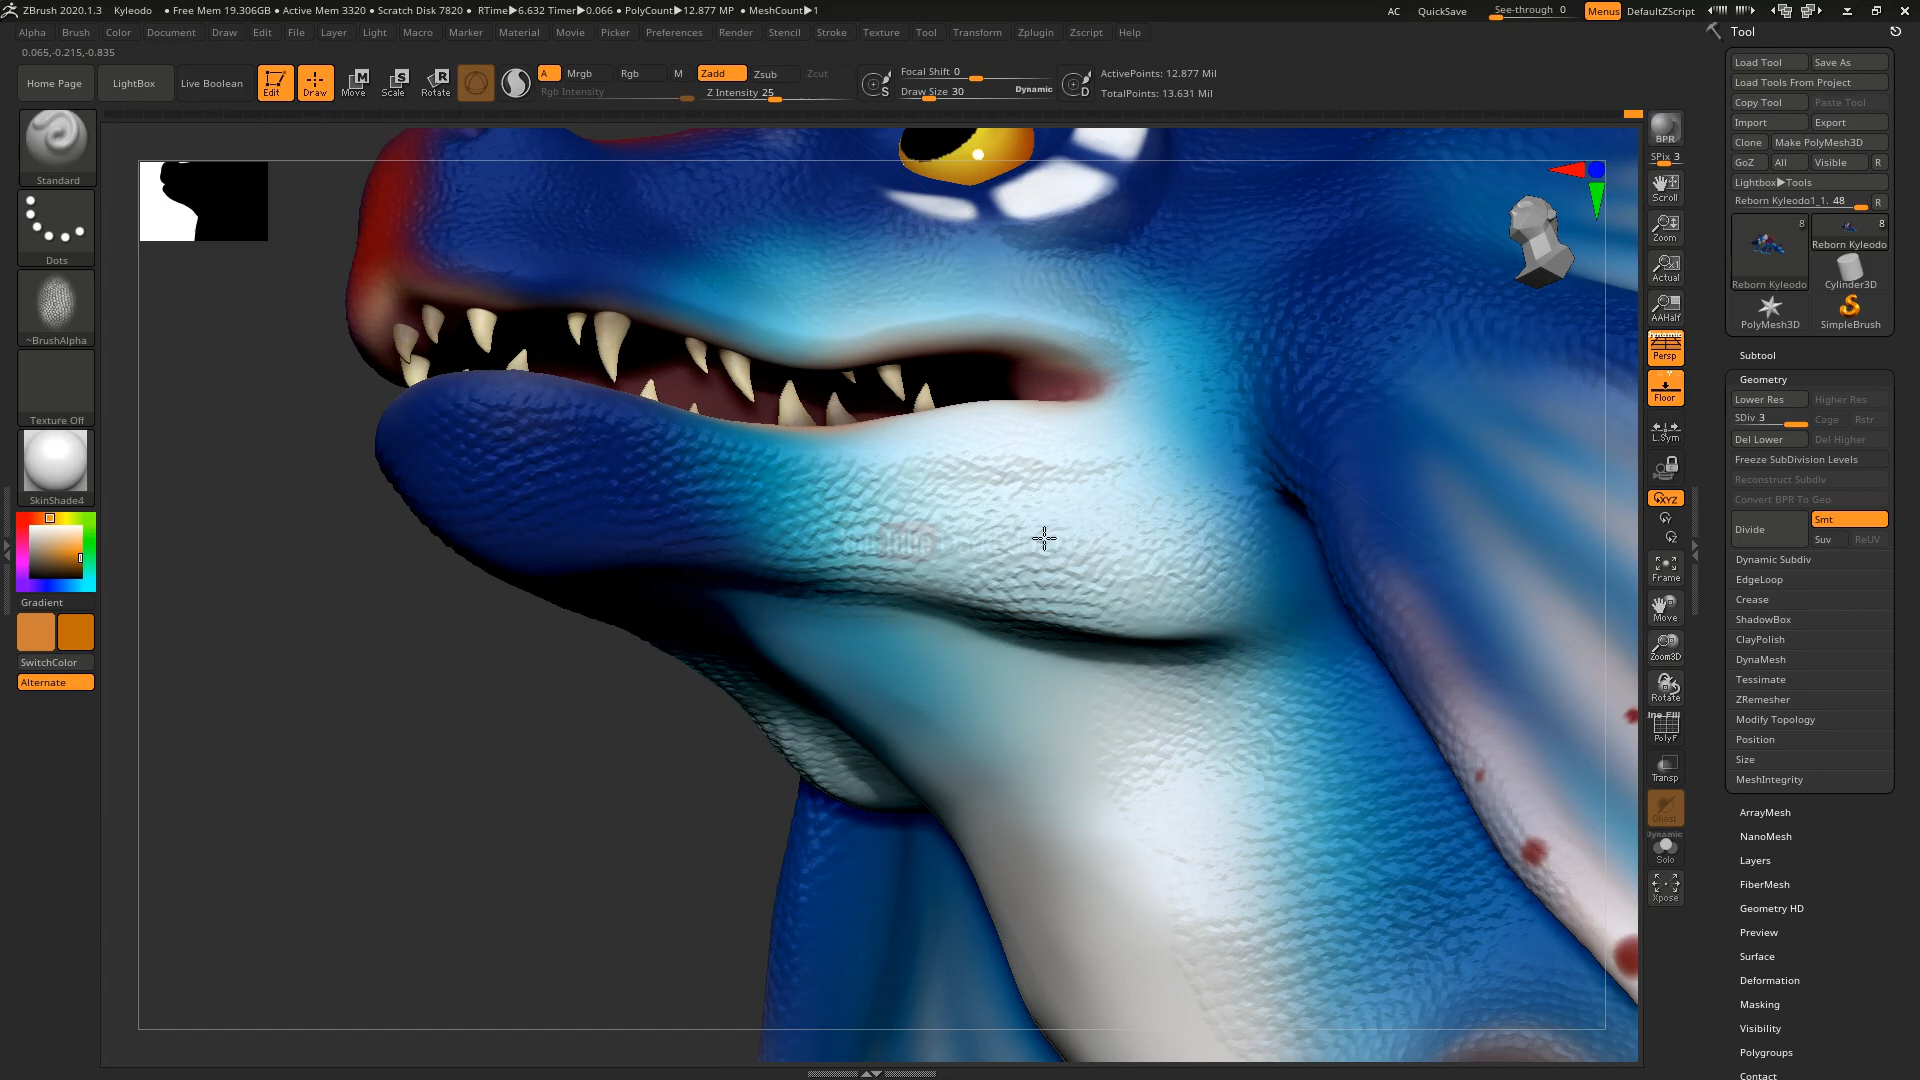 ZBrush 2020.1.3 Kyleodo • Free Mem 19.306GB • Active Mem 3320 • Scratch Disk 7820 • RTime▶6.632 Timer▶0.066 • PolyCount▶12.877 MP • MeshCount▶1 AC QuickSave See-through 0 Menus DefaultZScript
Alpha Brush Color Document Draw Edit File Layer Light Macro Marker Material Movie Picker Preferences Render Stencil Stroke Texture Tool Transform Zplugin Zscript Help
0.065,-0.215,-0.835
Home Page LightBox Live Boolean Edit Draw Move Scale Rotate A Mrgb Rgb M Zadd Zsub Zcut
Rgb Intensity Z Intensity 25
Focal Shift 0
Draw Size 30 Dynamic
S D
ActivePoints: 12.877 Mil
TotalPoints: 13.631 Mil
Standard
Dots
~BrushAlpha
Texture Off
SkinShade4
Gradient
SwitchColor
Alternate
BPR
SPix 3
Scroll
Zoom
Actual
AAHalf
Dynamic
Persp
Floor
L.Sym
XYZ
Y
Z
Frame
Move
Zoom3D
Rotate
Line Fill
PolyF
Transp
Ghost
Dynamic
Solo
Xpose
Tool
Load Tool Save As
Load Tools From Project
Copy Tool Paste Tool
Import Export
Clone Make PolyMesh3D
GoZ All Visible R
Lightbox▶Tools
Reborn Kyleodo1_1. 48 R
8 8
Reborn Kyleodo
Reborn Kyleodo Cylinder3D
PolyMesh3D SimpleBrush
Subtool
Geometry
Lower Res Higher Res
SDiv 3 Cage Rstr
Del Lower Del Higher
Freeze SubDivision Levels
Reconstruct Subdiv
Convert BPR To Geo
Divide Smt
Suv ReUV
Dynamic Subdiv
EdgeLoop
Crease
ShadowBox
ClayPolish
DynaMesh
Tessimate
ZRemesher
Modify Topology
Position
Size
MeshIntegrity
ArrayMesh
NanoMesh
Layers
FiberMesh
Geometry HD
Preview
Surface
Deformation
Masking
Visibility
Polygroups
Contact